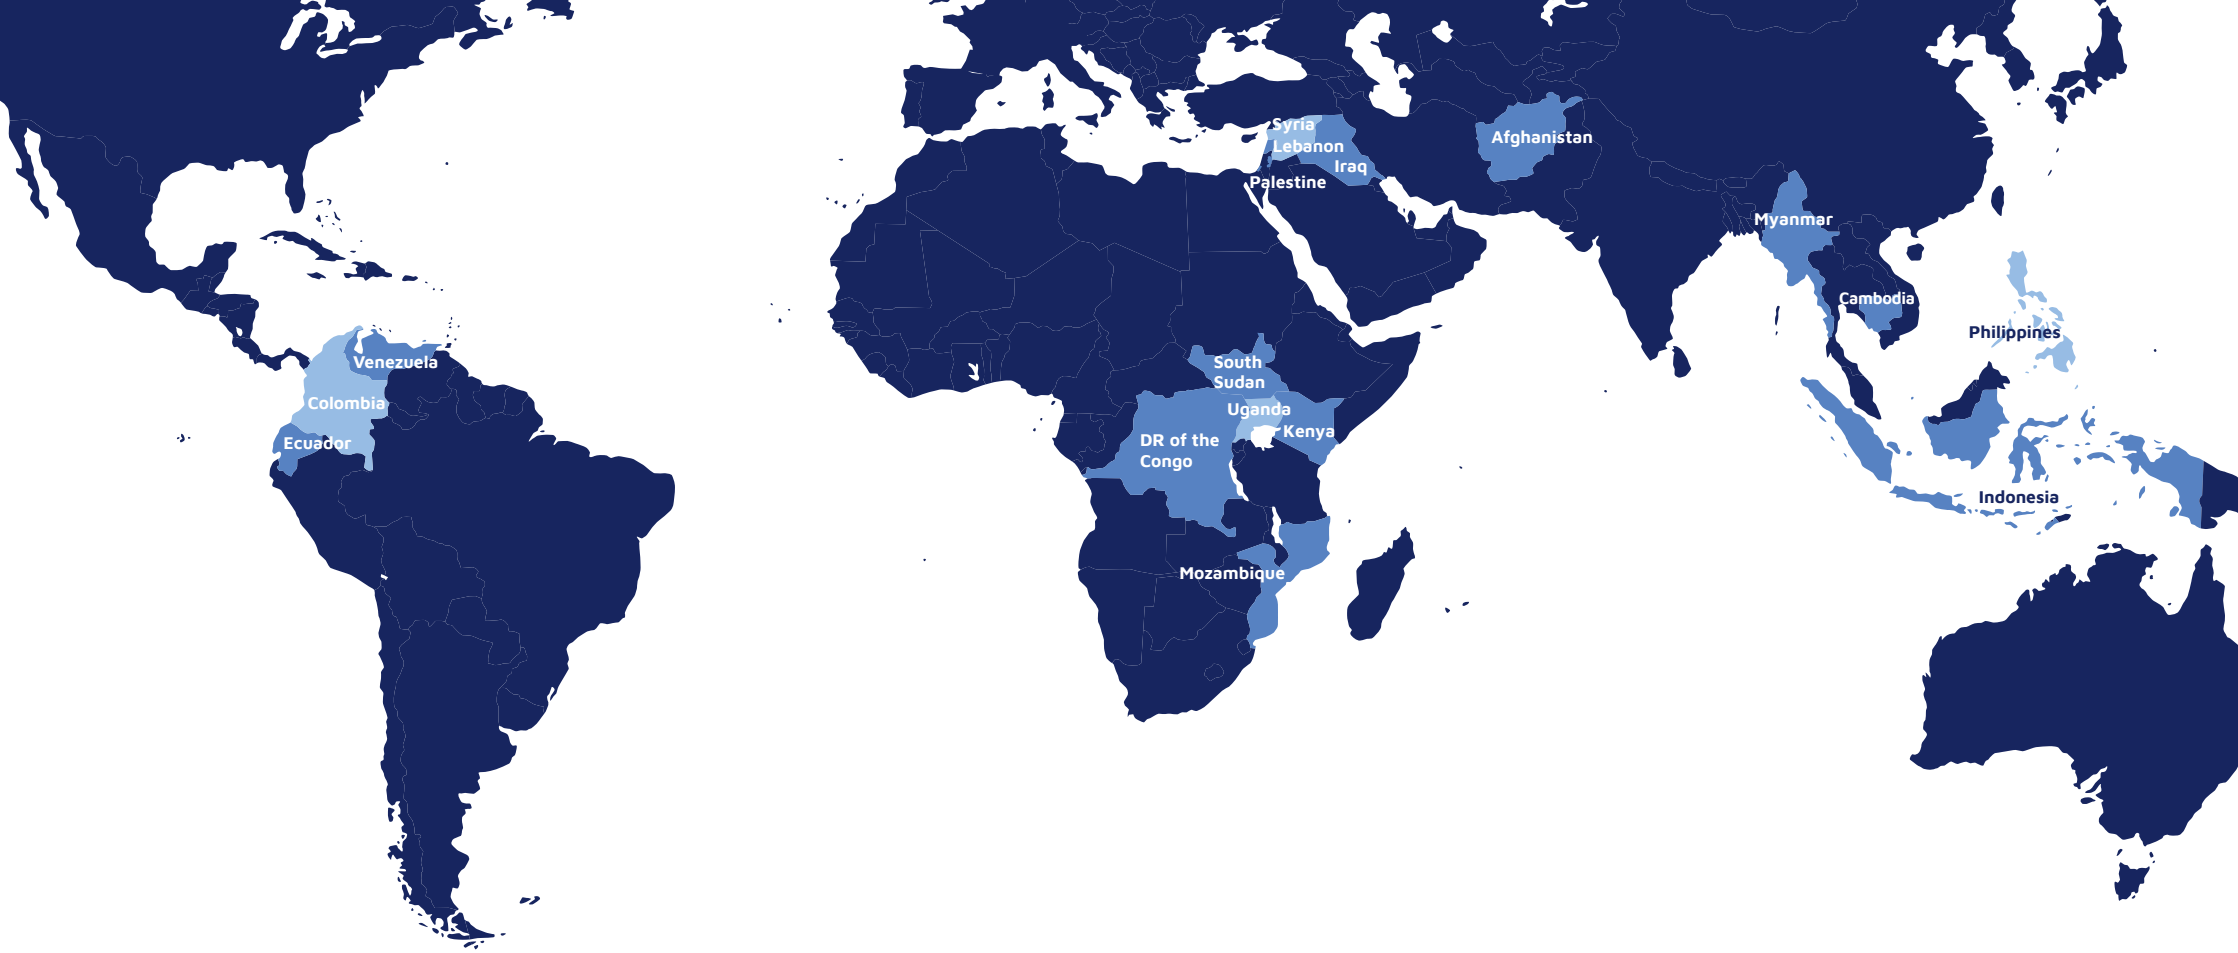 Syria
Lebanon
Iraq
Palestine
Afghanistan
Myanmar
Cambodia
Philippines
Venezuela
Colombia
Ecuador
South
Sudan
Uganda
Kenya
DR of the
Congo
Indonesia
Mozambique